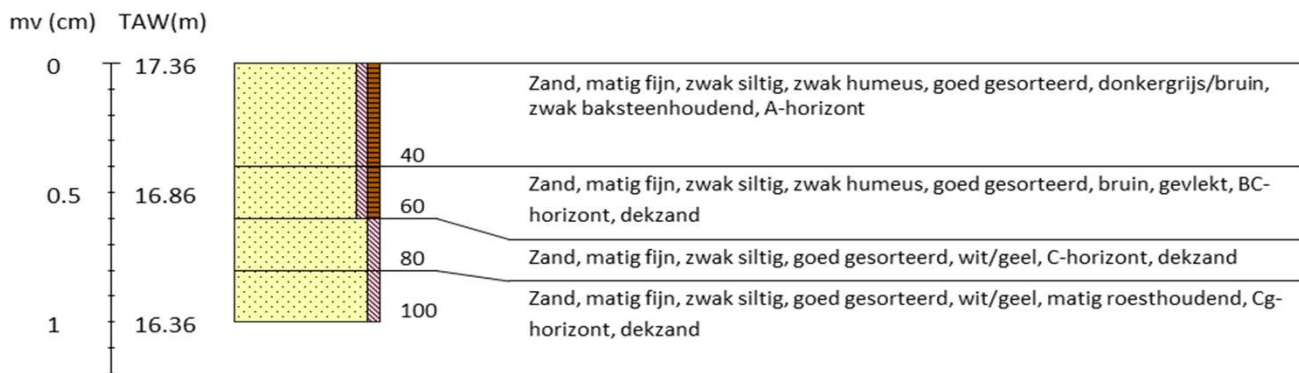 mv (cm) TAW(m)
0 17.36
Zand, matig fijn, zwak siltig, zwak humeus, goed gesorteerd, donkergrijs/bruin,
zwak baksteenhoudend, A-horizont
40
Zand, matig fijn, zwak siltig, zwak humeus, goed gesorteerd, bruin, gevlekt, BC-
0.5 16.86
60
horizont, dekzand
80
Zand, matig fijn, zwak siltig, goed gesorteerd, wit/geel, C-horizont, dekzand
Zand, matig fijn, zwak siltig, goed gesorteerd, wit/geel, matig roesthoudend, Cg-
100
1 16.36
horizont, dekzand